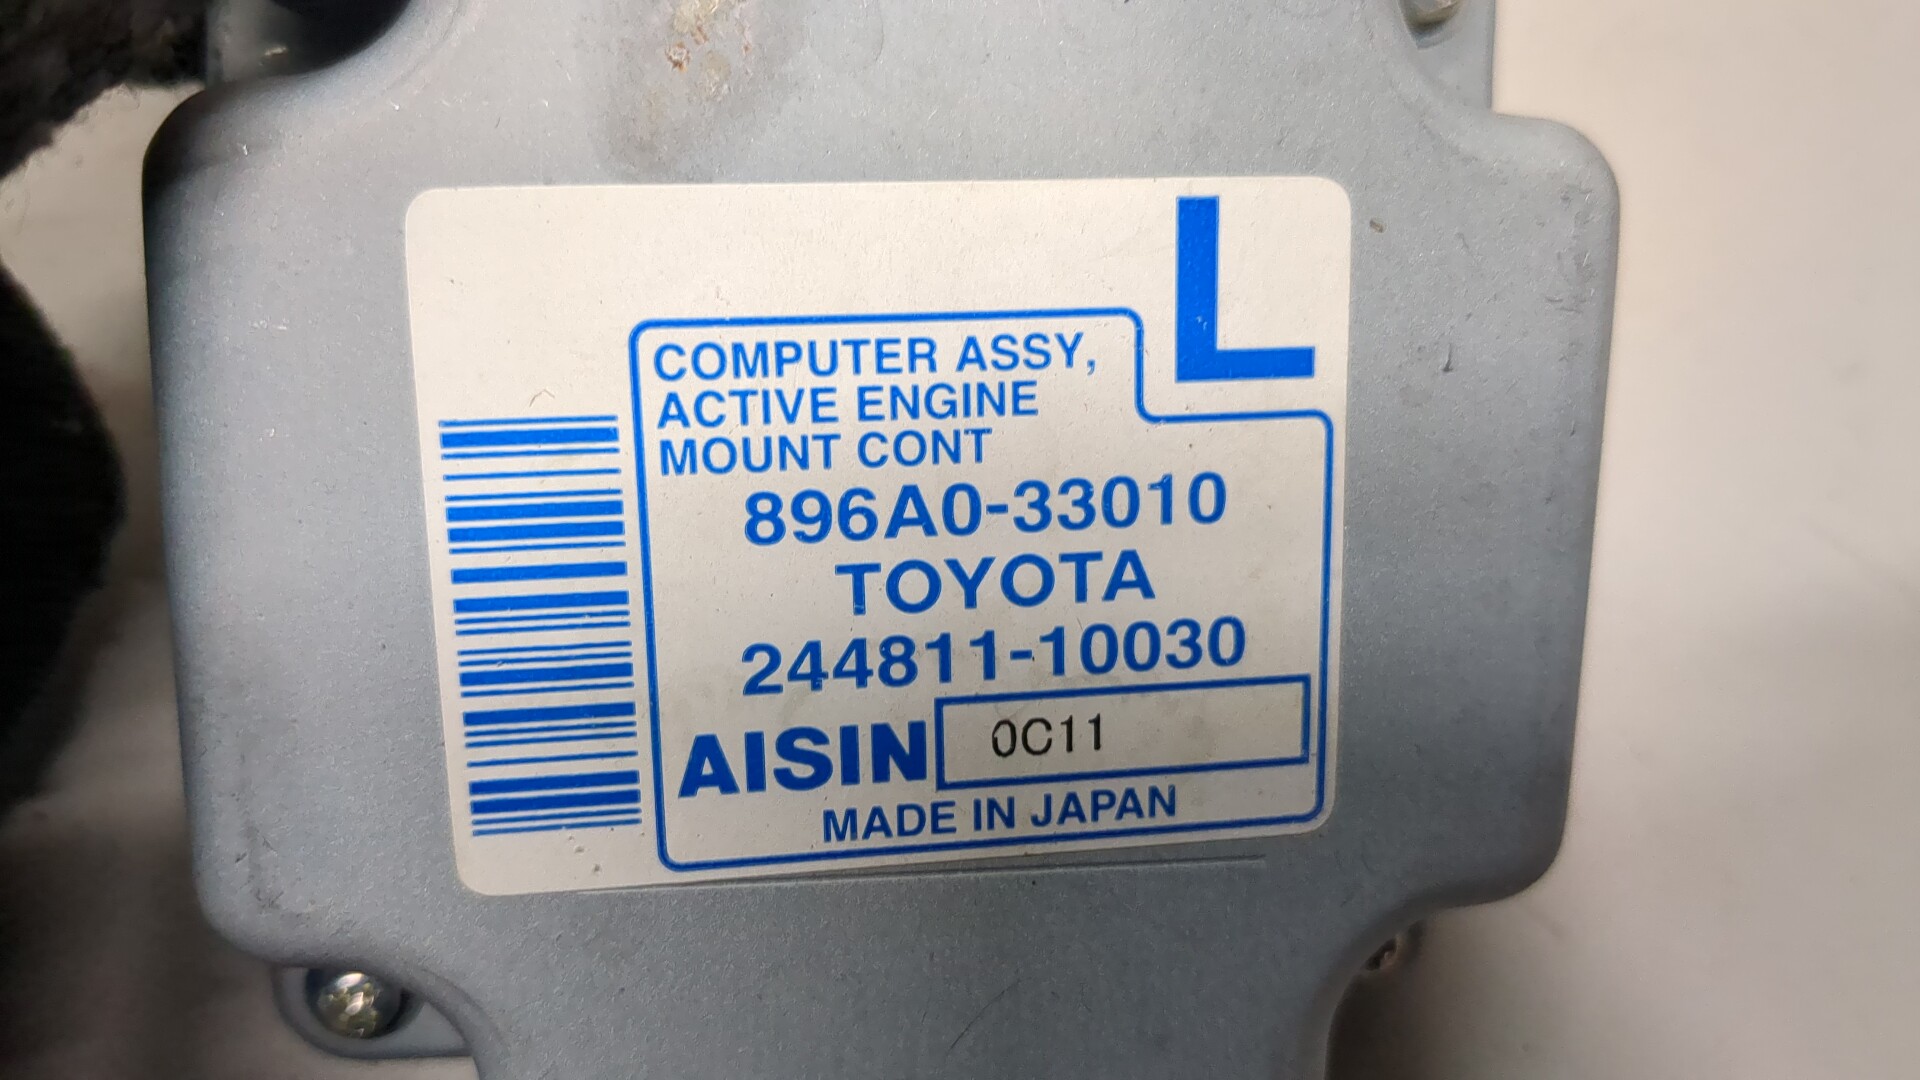 L
COMPUTER ASSY,
ACTIVE ENGINE
MOUNT CONT
896A0-33010
TOYOTA
244811-10030
AISIN 0C11
MADE IN JAPAN